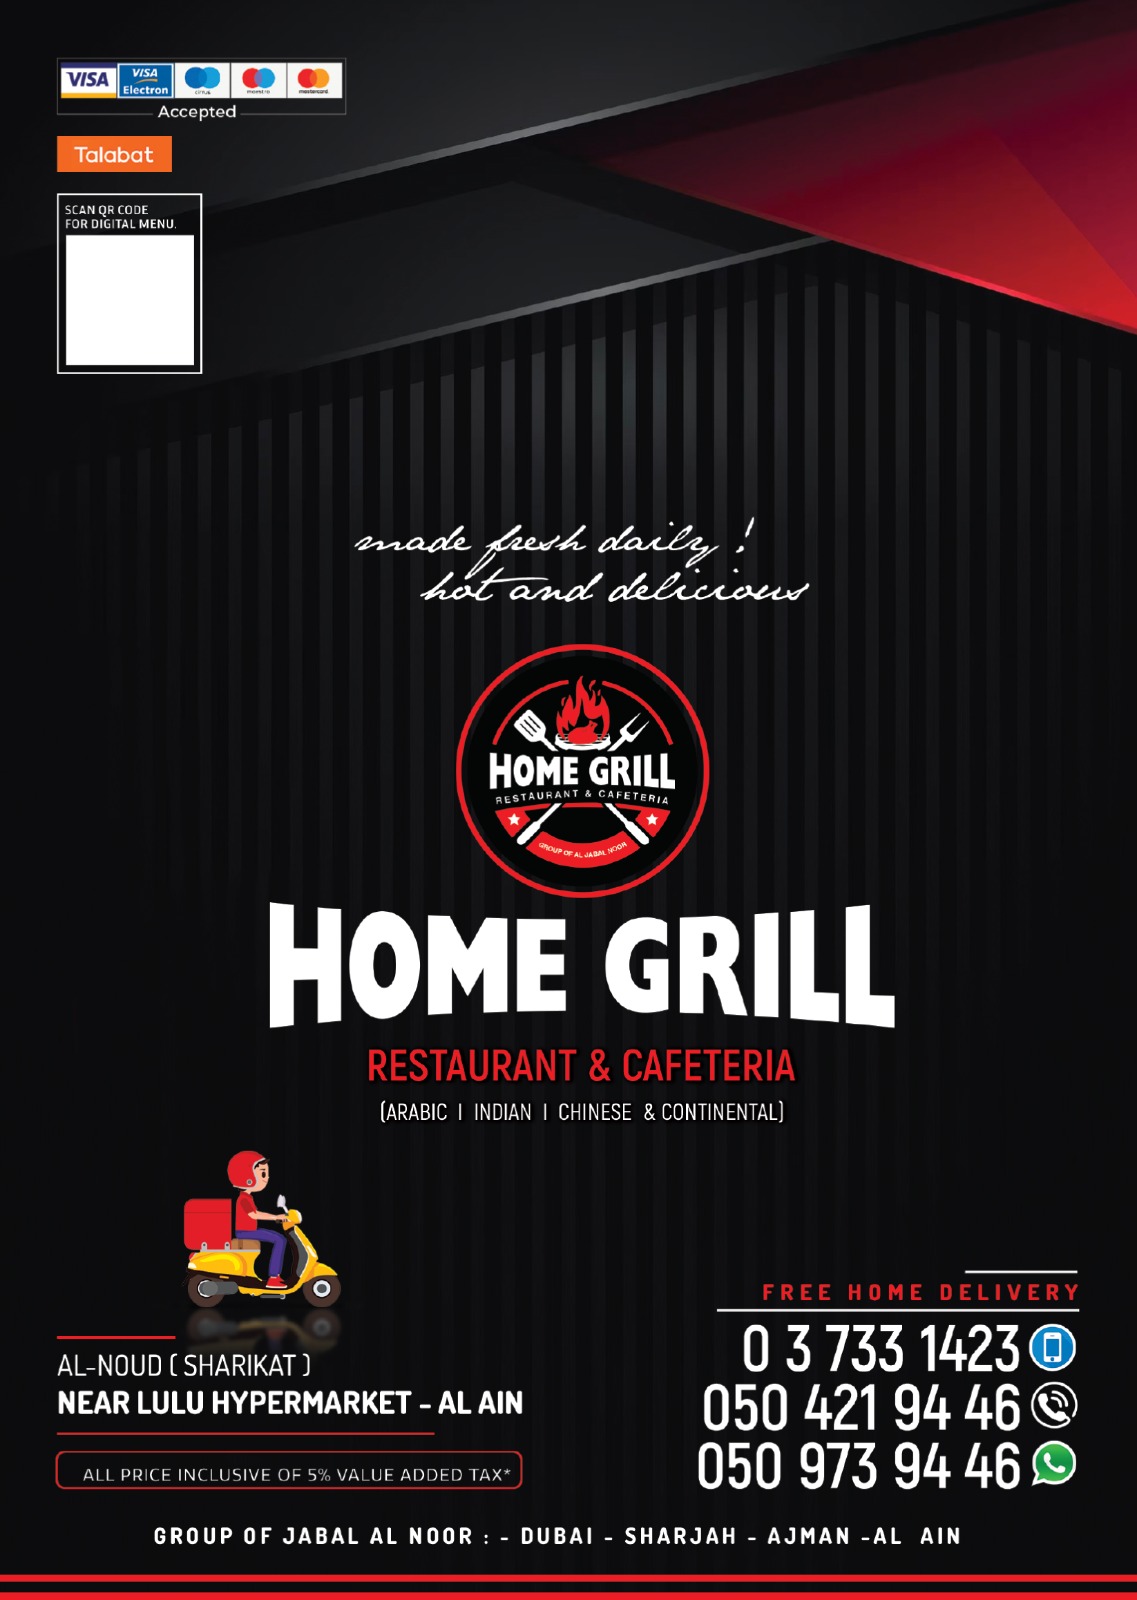 VISA
VISA
Electron
cirrus
maestro
mastercard.
Accepted
Talabat
SCAN QR CODE
FOR DIGITAL MENU.
made fresh daily !
hot and delicious
HOME GRILL
RESTAURANT & CAFETERIA
GROUP OF AL JABAL NOOR
HOME GRILL
RESTAURANT & CAFETERIA
(ARABIC I INDIAN I CHINESE & CONTINENTAL)
FREE HOME DELIVERY
0 3 733 1423
050 421 94 46
050 973 94 46
AL-NOUD ( SHARIKAT )
NEAR LULU HYPERMARKET - AL AIN
ALL PRICE INCLUSIVE OF 5% VALUE ADDED TAX*
GROUP OF JABAL AL NOOR : - DUBAI - SHARJAH - AJMAN -AL AIN